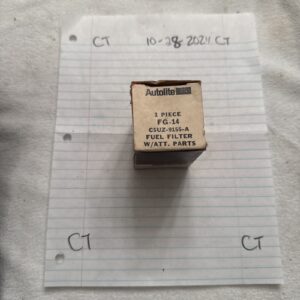 CT 10-28-2024 CT
Autolite
1 PIECE
FG-14
C5UZ-9155-A
FUEL FILTER
W/ATT. PARTS
CT CT